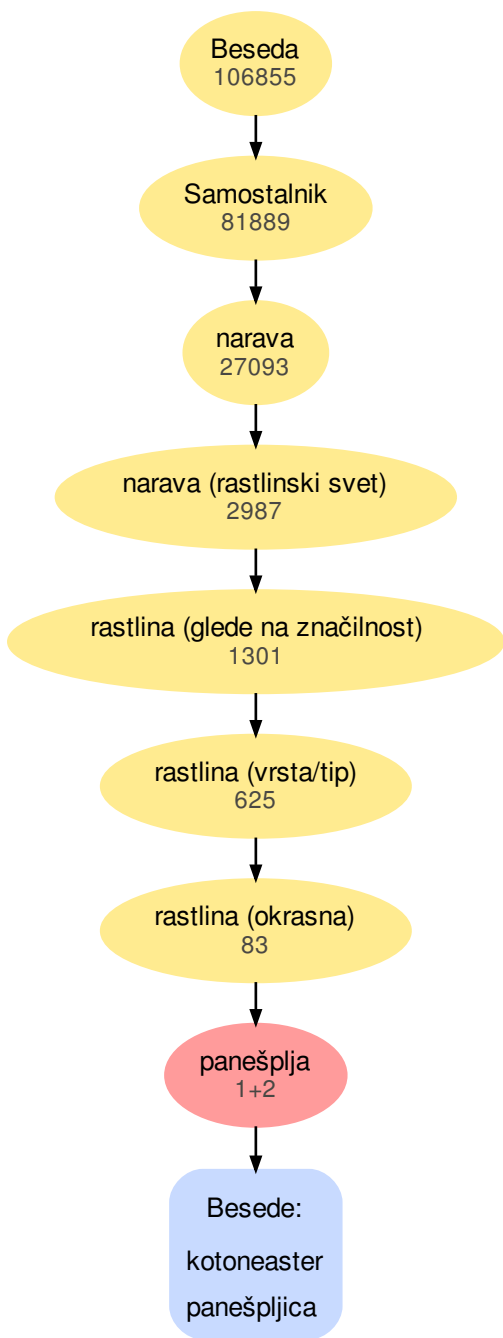 Beseda
106855
Samostalnik
81889
narava
27093
narava (rastlinski svet)
2987
rastlina (glede na značilnost)
1301
rastlina (vrsta/tip)
625
rastlina (okrasna)
83
panešplja
1+2
Besede:
kotoneaster
panešpljica